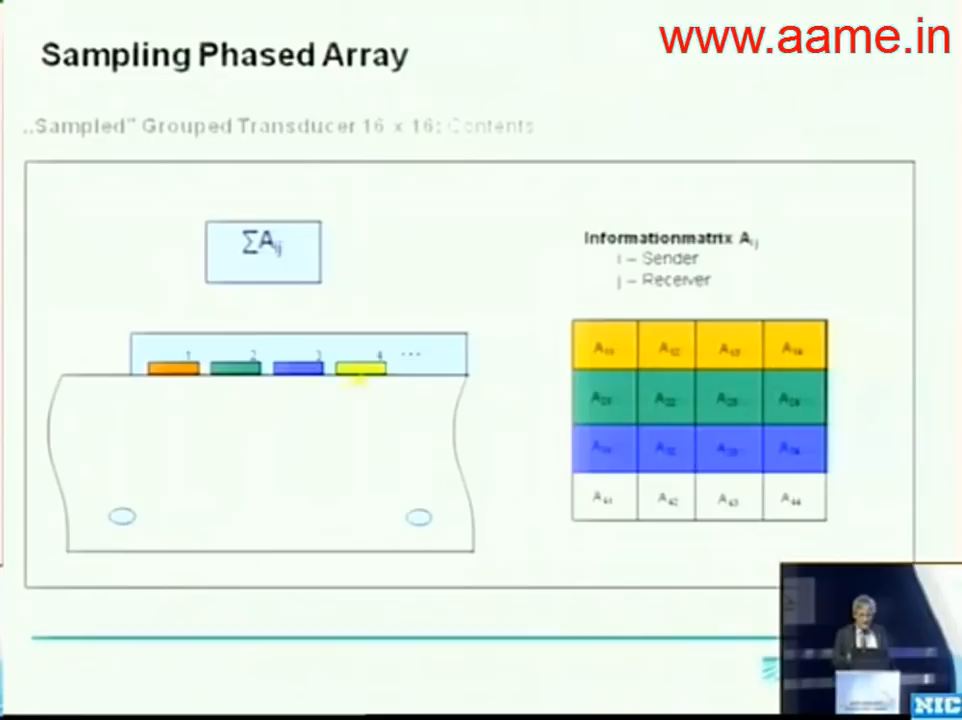 www.aame.in
Sampling Phased Array
„Sampled" Grouped Transducer 16 x 16: Contents
∑Aij
Informationmatrix Aij
i – Sender
j – Receiver
1 2 3 4 ...
A11 A12 A13 A14
A21 A22 A23 A24
A31 A32 A33 A34
A41 A42 A43 A44
NIC